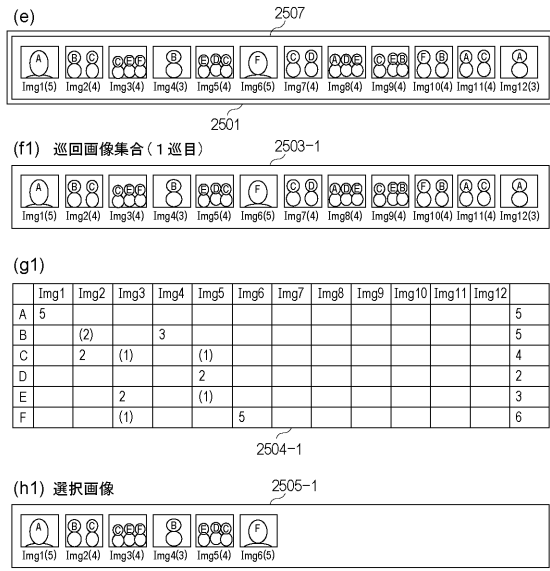 (e)
2507
A B C C E F B E D C F C D A D E C E B F B A C A
Img1(5) Img2(4) Img3(4) Img4(3) Img5(4) Img6(5) Img7(4) Img8(4) Img9(4) Img10(4) Img11(4) Img12(3)
2501
(f1) 巡回画像集合(1巡目)
2503-1
A B C C E F B E D C F C D A D E C E B F B A C A
Img1(5) Img2(4) Img3(4) Img4(3) Img5(4) Img6(5) Img7(4) Img8(4) Img9(4) Img10(4) Img11(4) Img12(3)
(g1)
Img1 Img2 Img3 Img4 Img5 Img6 Img7 Img8 Img9 Img10 Img11 Img12
A 5 5
B (2) 3 5
C 2 (1) (1) 4
D 2 2
E 2 (1) 3
F (1) 5 6
2504-1
(h1) 選択画像
2505-1
A B C C E F B E D C F
Img1(5) Img2(4) Img3(4) Img4(3) Img5(4) Img6(5)